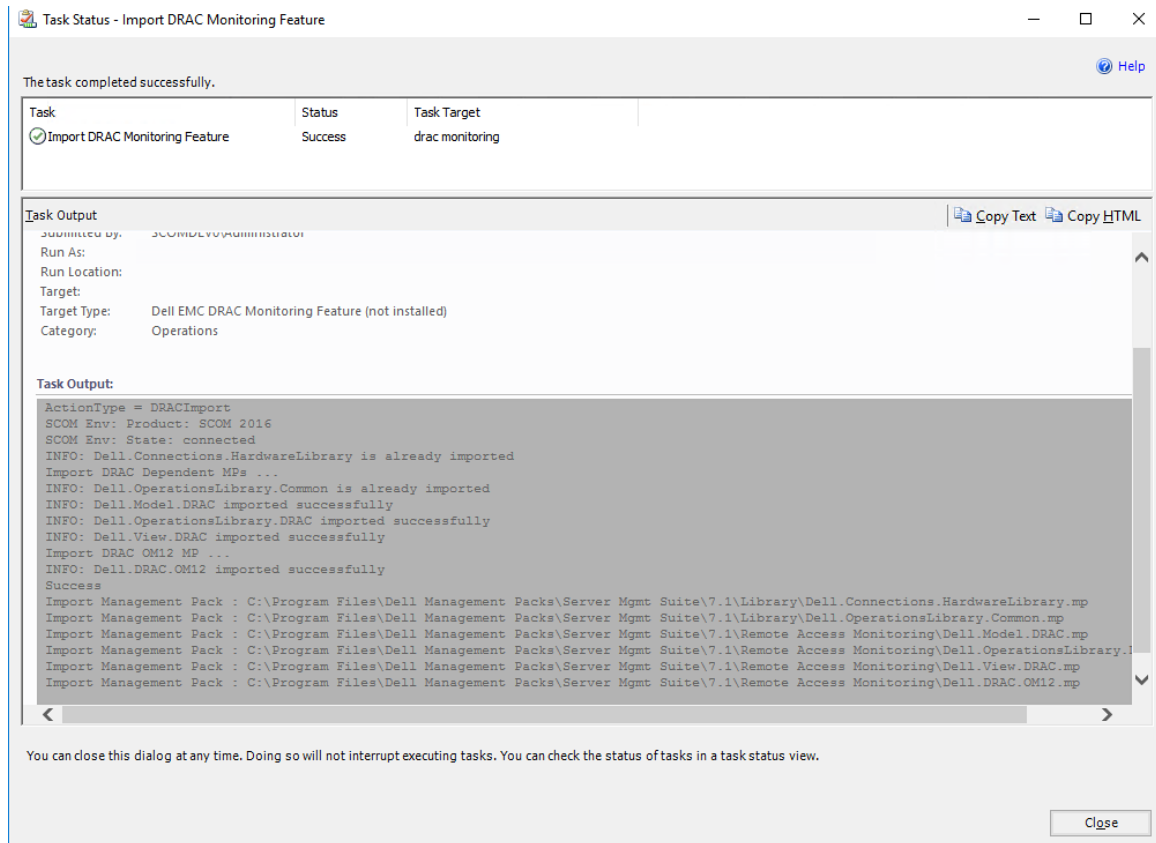 Task Status - Import DRAC Monitoring Feature
Help
The task completed successfully.
Task Status Task Target
Import DRAC Monitoring Feature Success drac monitoring
Task Output Copy Text Copy HTML
Submitted By: SCOMDEV0\Administrator
Run As:
Run Location:
Target:
Target Type: Dell EMC DRAC Monitoring Feature (not installed)
Category: Operations
Task Output:
ActionType = DRACImport
SCOM Env: Product: SCOM 2016
SCOM Env: State: connected
INFO: Dell.Connections.HardwareLibrary is already imported
Import DRAC Dependent MPs ...
INFO: Dell.OperationsLibrary.Common is already imported
INFO: Dell.Model.DRAC imported successfully
INFO: Dell.OperationsLibrary.DRAC imported successfully
INFO: Dell.View.DRAC imported successfully
Import DRAC OM12 MP ...
INFO: Dell.DRAC.OM12 imported successfully
Success
Import Management Pack : C:\Program Files\Dell Management Packs\Server Mgmt Suite\7.1\Library\Dell.Connections.HardwareLibrary.mp
Import Management Pack : C:\Program Files\Dell Management Packs\Server Mgmt Suite\7.1\Library\Dell.OperationsLibrary.Common.mp
Import Management Pack : C:\Program Files\Dell Management Packs\Server Mgmt Suite\7.1\Remote Access Monitoring\Dell.Model.DRAC.mp
Import Management Pack : C:\Program Files\Dell Management Packs\Server Mgmt Suite\7.1\Remote Access Monitoring\Dell.OperationsLibrary.
Import Management Pack : C:\Program Files\Dell Management Packs\Server Mgmt Suite\7.1\Remote Access Monitoring\Dell.View.DRAC.mp
Import Management Pack : C:\Program Files\Dell Management Packs\Server Mgmt Suite\7.1\Remote Access Monitoring\Dell.DRAC.OM12.mp
You can close this dialog at any time. Doing so will not interrupt executing tasks. You can check the status of tasks in a task status view.
Close